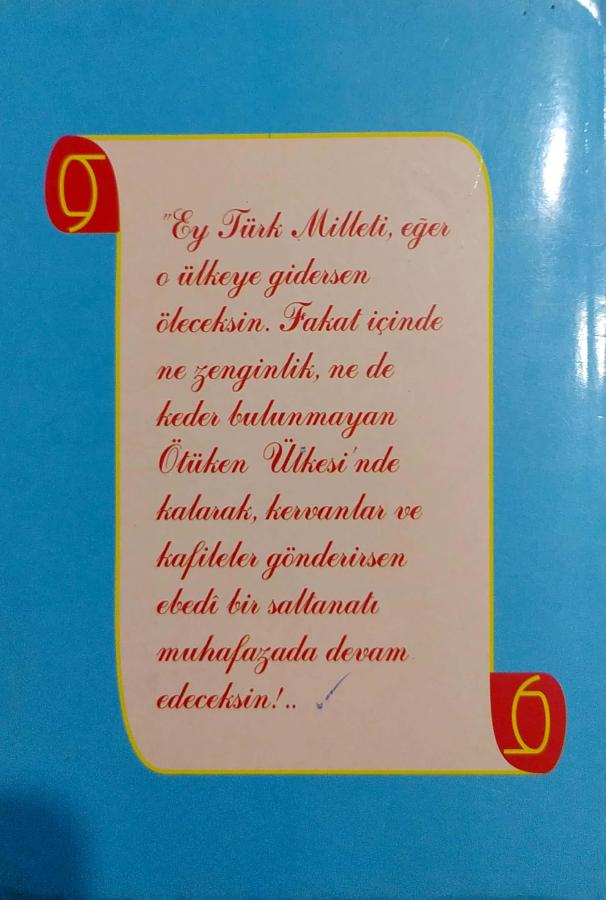 "Ey Türk Milleti, eğer
o ülkeye gidersen
öleceksin. Fakat içinde
ne zenginlik, ne de
keder bulunmayan
Ötüken Ülkesi'nde
kalarak, kervanlar ve
kafileler gönderirsen
ebedî bir saltanatı
muhafazada devam
edeceksin!..